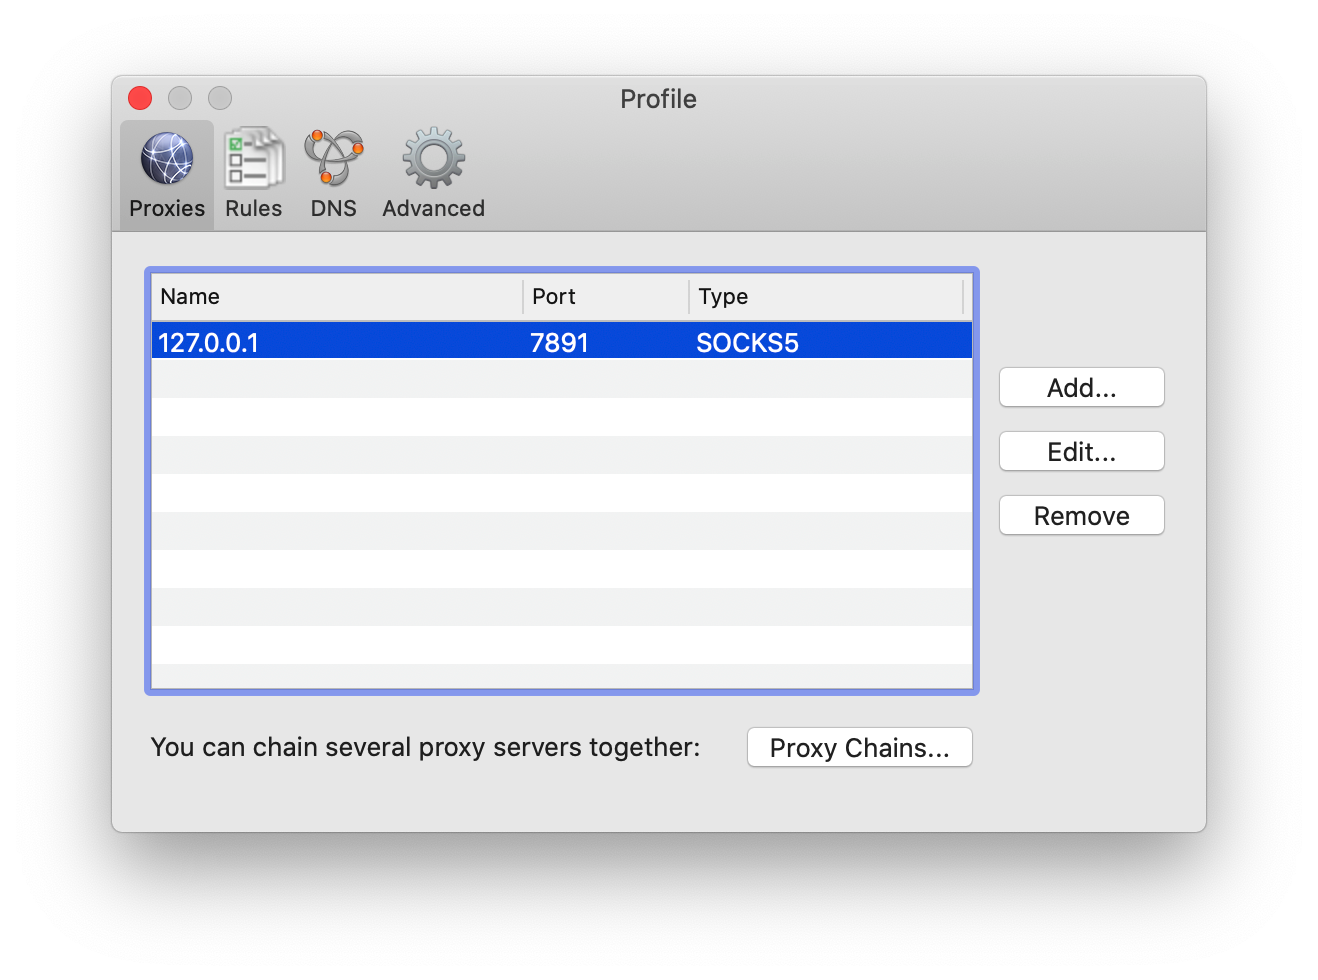 Profile
Proxies Rules DNS Advanced
Name Port Type
127.0.0.1 7891 SOCKS5
Add...
Edit...
Remove
You can chain several proxy servers together: Proxy Chains...